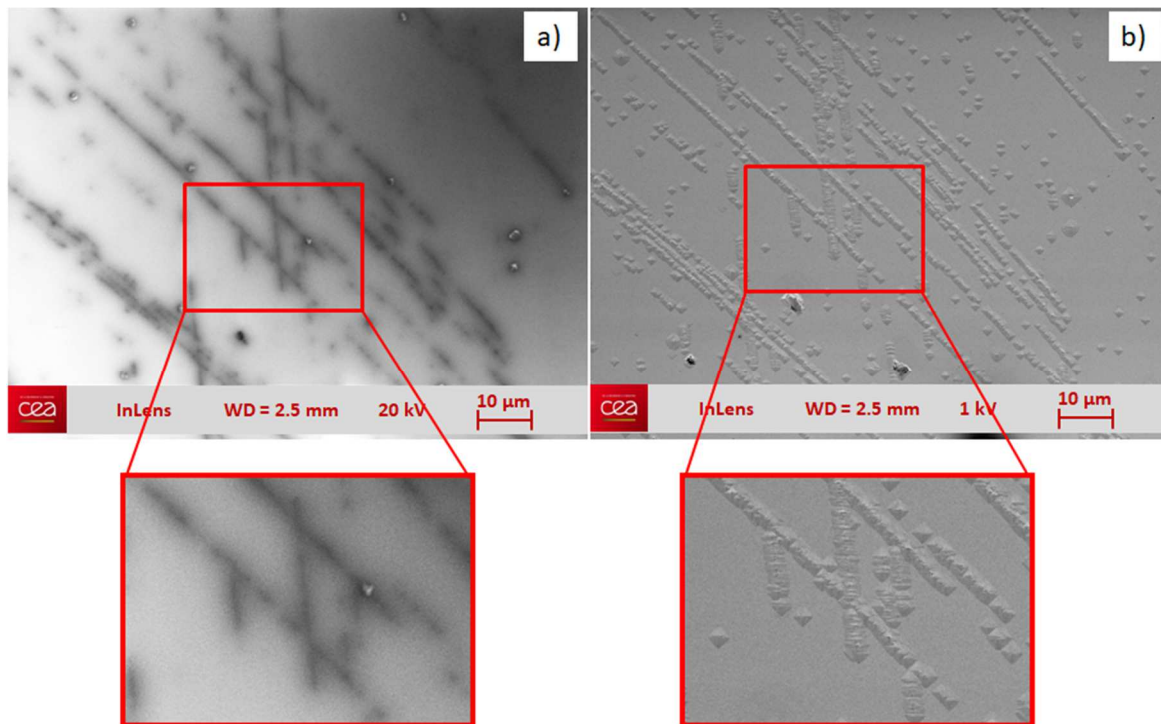 a)
b)
cea
InLens
WD = 2.5 mm
20 kV
10 µm
cea
InLens
WD = 2.5 mm
1 kV
10 µm